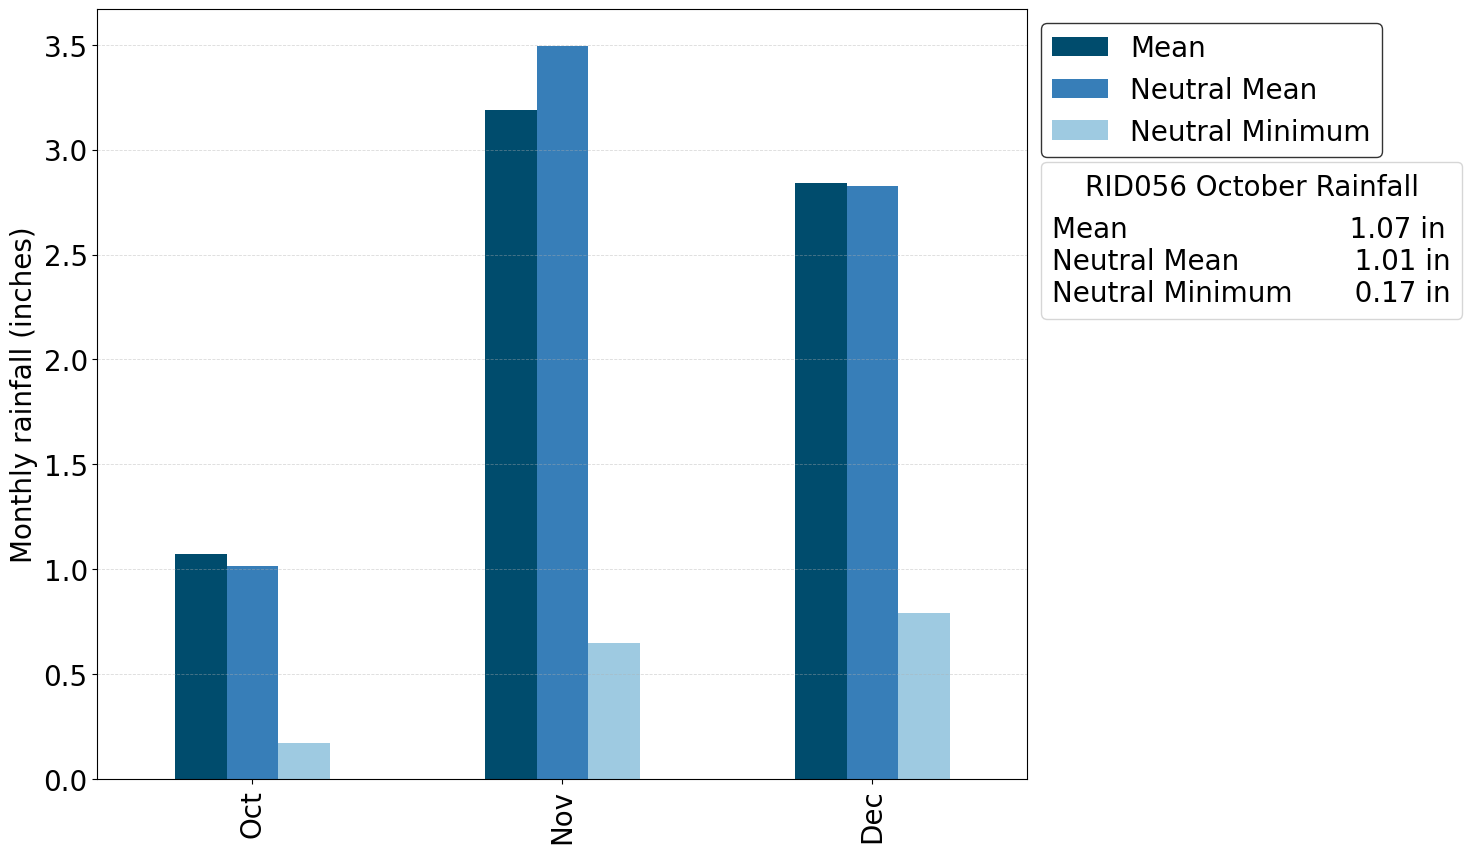 Monthly rainfall (inches)
3.5
3.0
2.5
2.0
1.5
1.0
0.5
0.0
Oct
Nov
Dec
Mean
Neutral Mean
Neutral Minimum
RID056 October Rainfall
Mean 1.07 in
Neutral Mean 1.01 in
Neutral Minimum 0.17 in